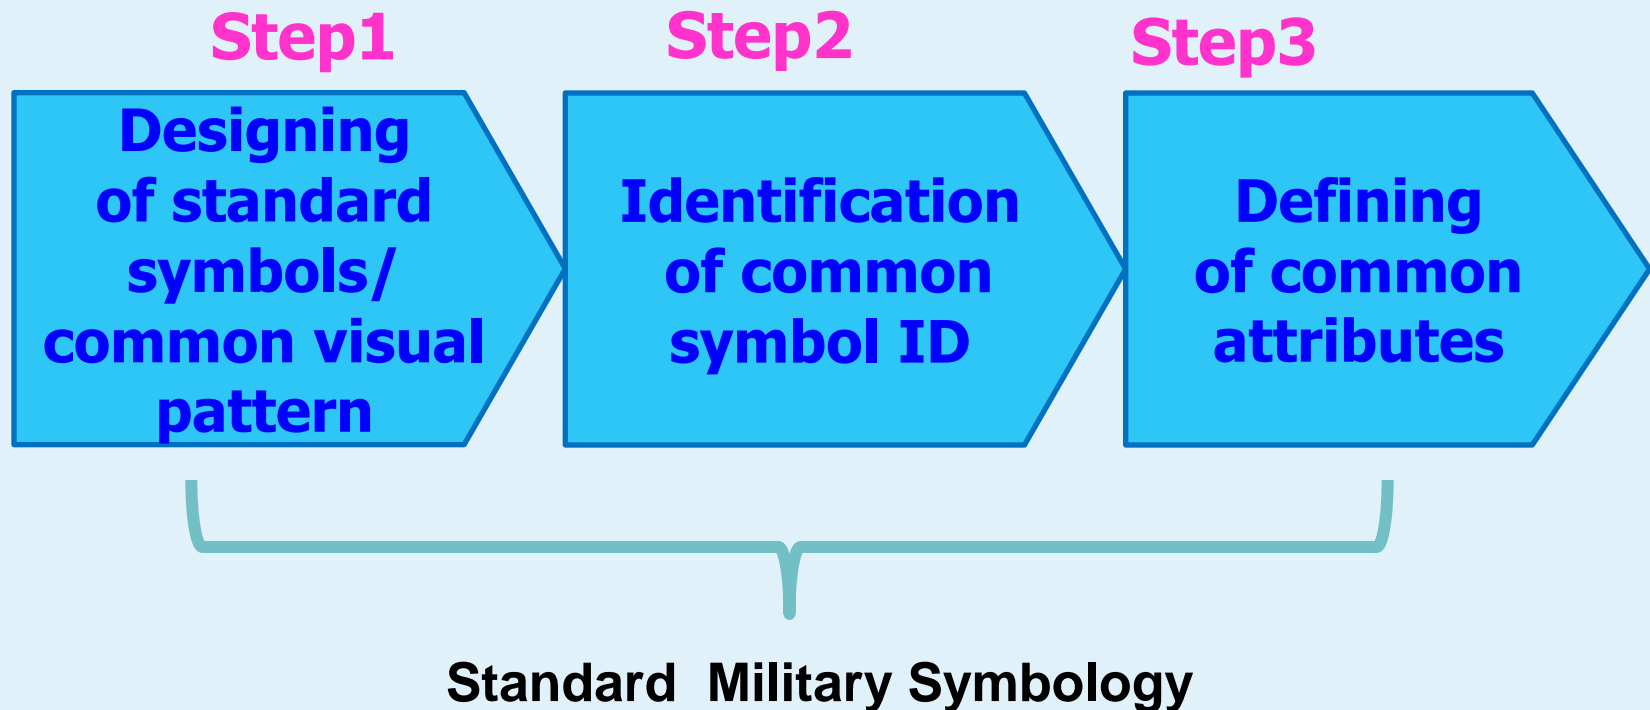 Step1
Designing
of standard
symbols/
common visual
pattern
Step2
Identification
of common
symbol ID
Step3
Defining
of common
attributes
Standard  Military Symbology